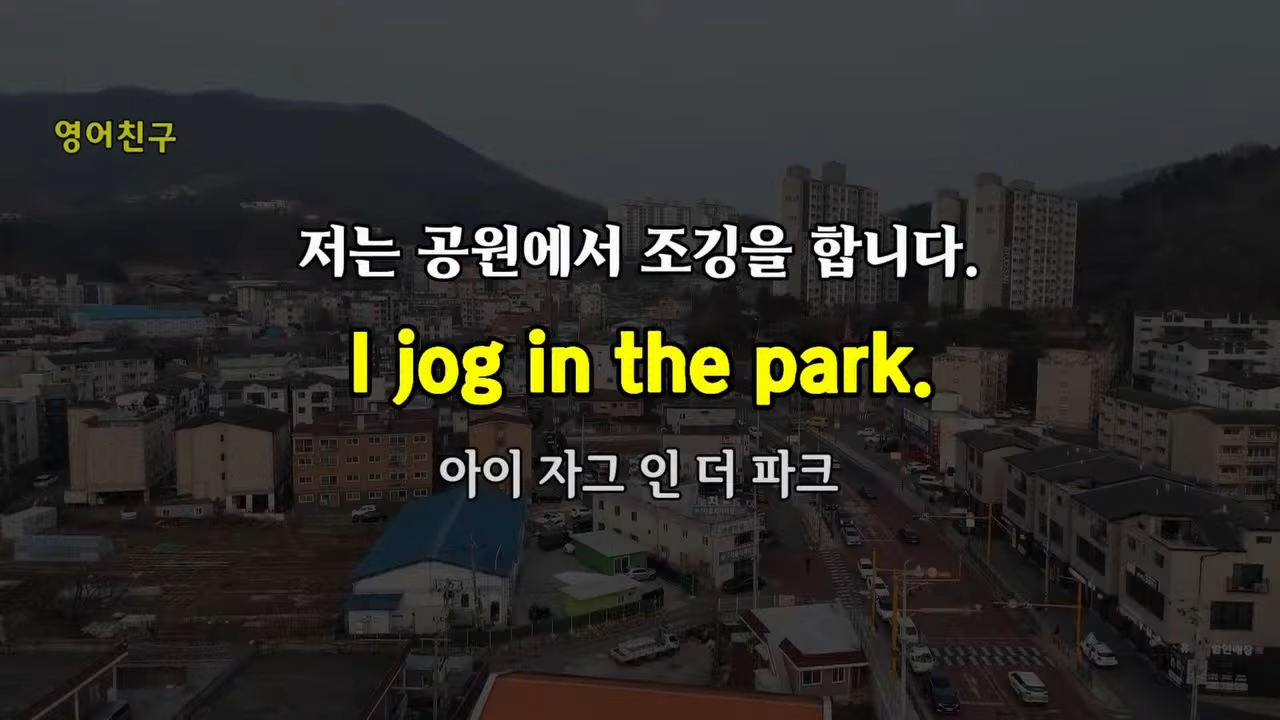 영어친구
저는 공원에서 조깅을 합니다.
I jog in the park.
아이 자그 인 더 파크